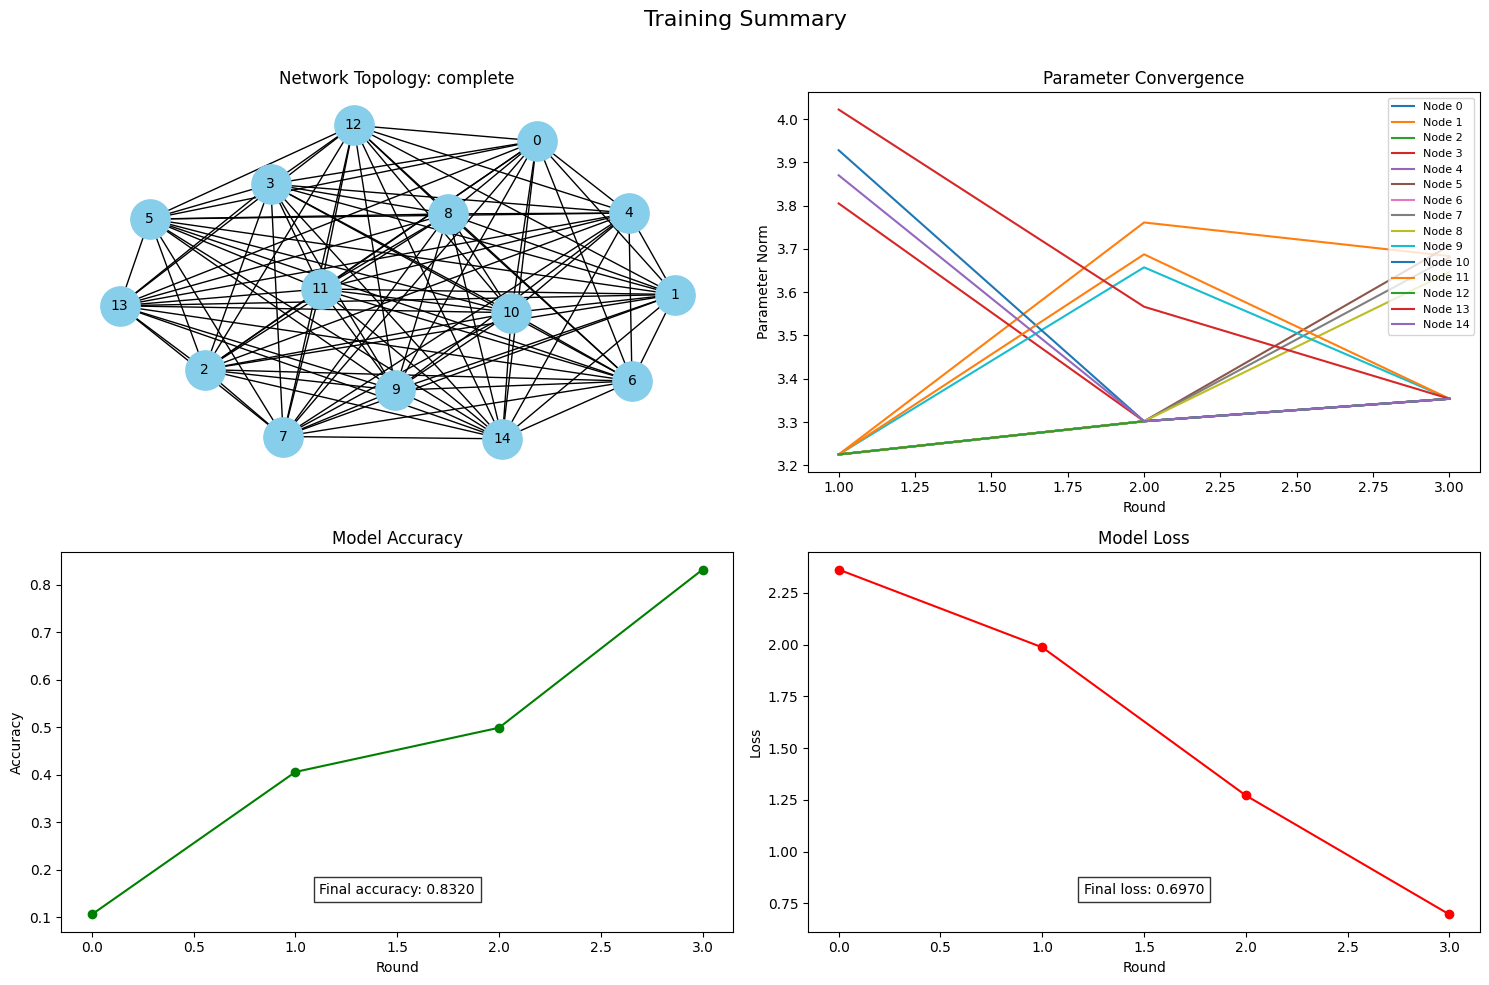 Training Summary
Network Topology: complete
12
0
3
8
4
5
11
1
13
10
2
9
6
7
14
Parameter Convergence
Parameter Norm
4.0
3.9
3.8
3.7
3.6
3.5
3.4
3.3
3.2
Node 0
Node 1
Node 2
Node 3
Node 4
Node 5
Node 6
Node 7
Node 8
Node 9
Node 10
Node 11
Node 12
Node 13
Node 14
1.00 1.25 1.50 1.75 2.00 2.25 2.50 2.75 3.00
Round
Model Accuracy
Accuracy
0.8
0.7
0.6
0.5
0.4
0.3
0.2
0.1
Final accuracy: 0.8320
0.0 0.5 1.0 1.5 2.0 2.5 3.0
Round
Model Loss
Loss
2.25
2.00
1.75
1.50
1.25
1.00
0.75
Final loss: 0.6970
0.0 0.5 1.0 1.5 2.0 2.5 3.0
Round